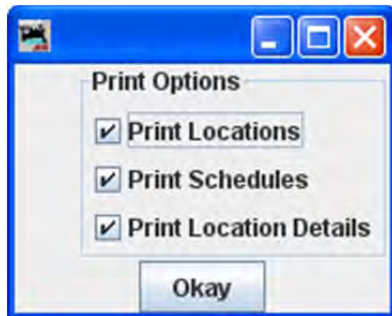 Print Options
Print Locations
Print Schedules
Print Location Details
Okay